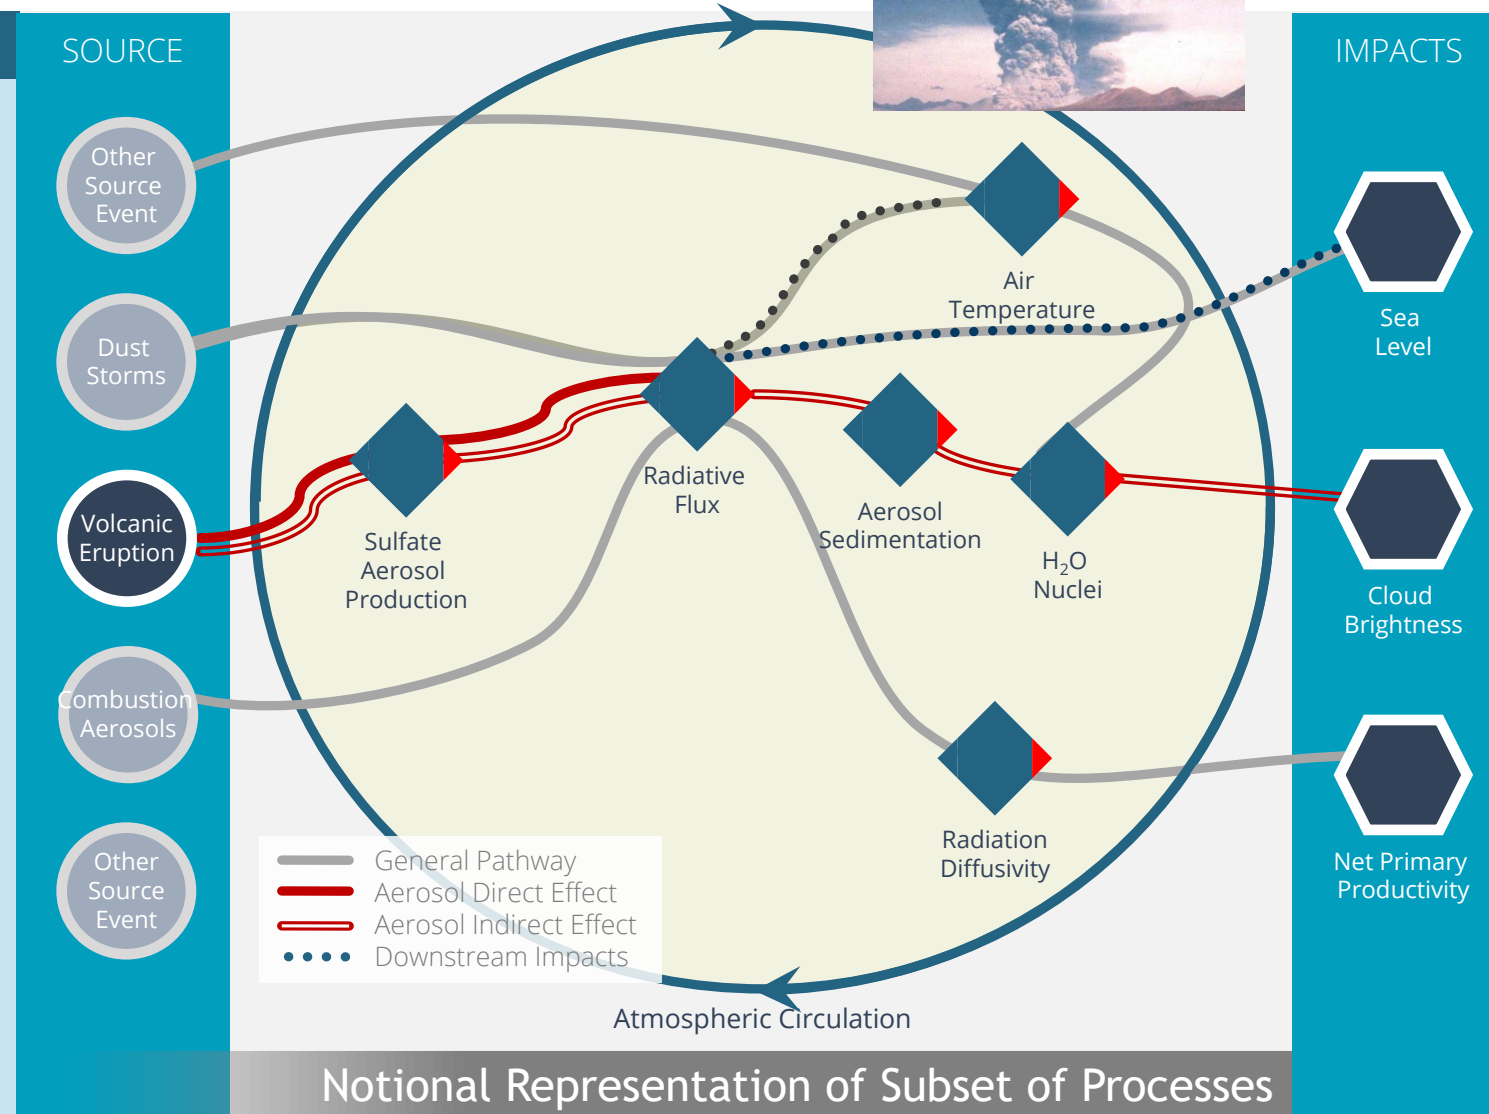 SOURCE
IMPACTS
Other
Source
Event
Dust
Storms
Volcanic
Eruption
Combustion
Aerosols
Other
Source
Event
Air
Temperature
Radiative
Flux
Sulfate
Aerosol
Production
Aerosol
Sedimentation
H₂O
Nuclei
Radiation
Diffusivity
Sea
Level
Cloud
Brightness
Net Primary
Productivity
General Pathway
Aerosol Direct Effect
Aerosol Indirect Effect
Downstream Impacts
Atmospheric Circulation
Notional Representation of Subset of Processes